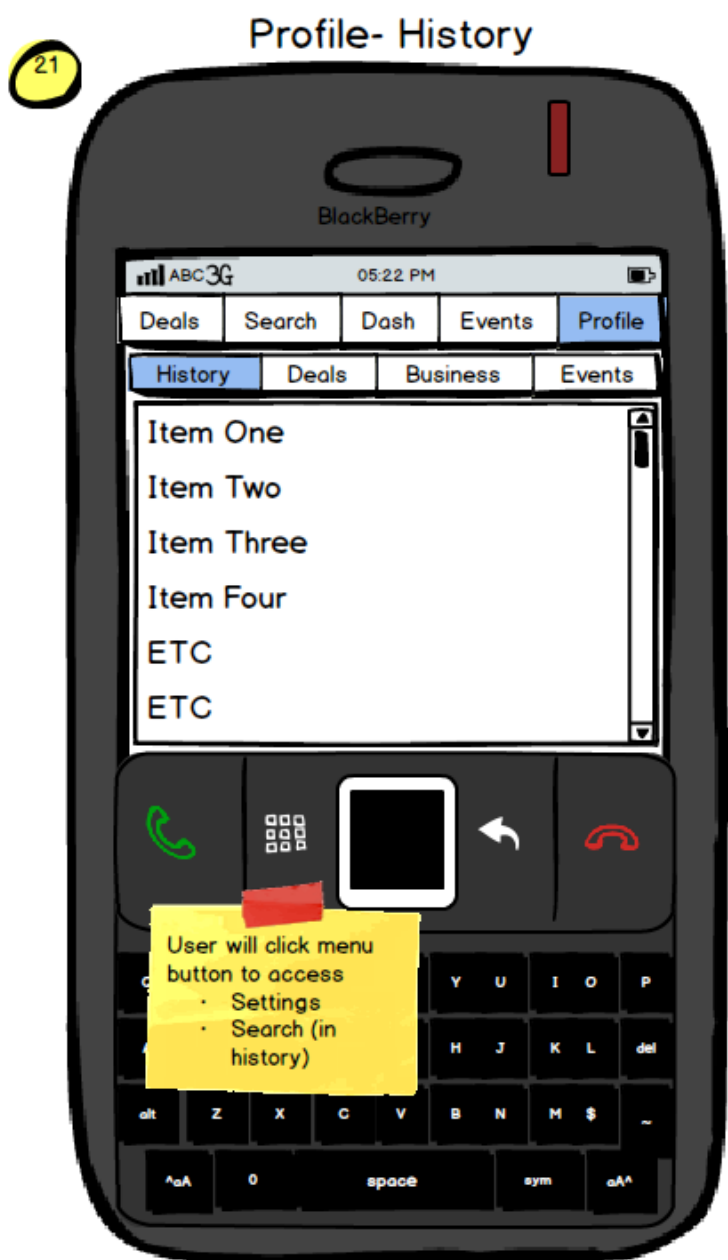 Profile- History
21
BlackBerry
ABC 3G 05:22 PM
Deals Search Dash Events Profile
History Deals Business Events
Item One
Item Two
Item Three
Item Four
ETC
ETC
User will click menu
button to access
· Settings
· Search (in
history)
Y U I O P
H J K L del
alt Z X C V B N M $ ~
^aA 0 space sym aA^